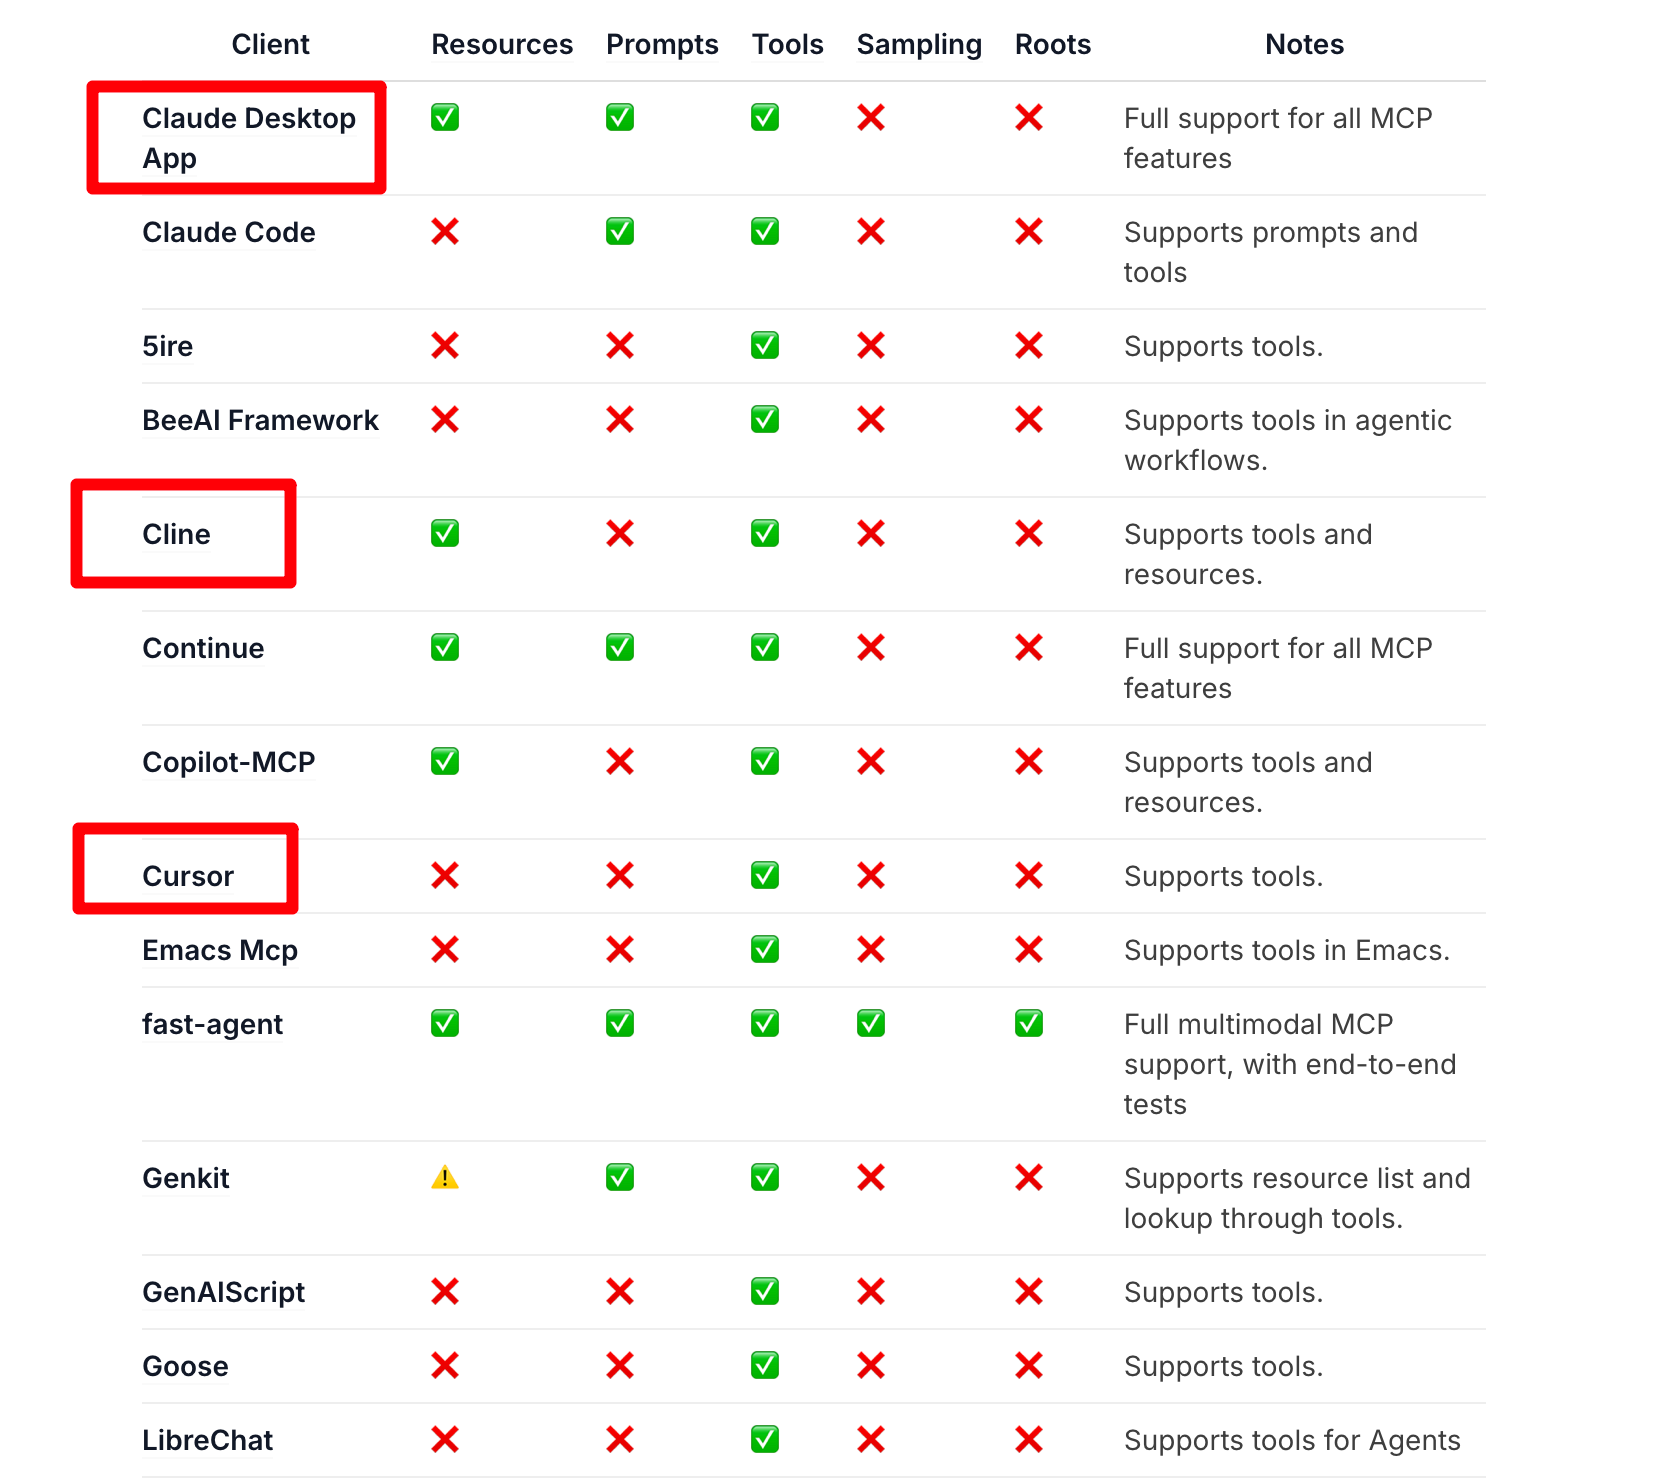 Client Resources Prompts Tools Sampling Roots Notes
Claude Desktop App ✅ ✅ ✅ ❌ ❌ Full support for all MCP features
Claude Code ❌ ✅ ✅ ❌ ❌ Supports prompts and tools
5ire ❌ ❌ ✅ ❌ ❌ Supports tools.
BeeAI Framework ❌ ❌ ✅ ❌ ❌ Supports tools in agentic workflows.
Cline ✅ ❌ ✅ ❌ ❌ Supports tools and resources.
Continue ✅ ✅ ✅ ❌ ❌ Full support for all MCP features
Copilot-MCP ✅ ❌ ✅ ❌ ❌ Supports tools and resources.
Cursor ❌ ❌ ✅ ❌ ❌ Supports tools.
Emacs Mcp ❌ ❌ ✅ ❌ ❌ Supports tools in Emacs.
fast-agent ✅ ✅ ✅ ✅ ✅ Full multimodal MCP support, with end-to-end tests
Genkit ⚠️ ✅ ✅ ❌ ❌ Supports resource list and lookup through tools.
GenAIScript ❌ ❌ ✅ ❌ ❌ Supports tools.
Goose ❌ ❌ ✅ ❌ ❌ Supports tools.
LibreChat ❌ ❌ ✅ ❌ ❌ Supports tools for Agents